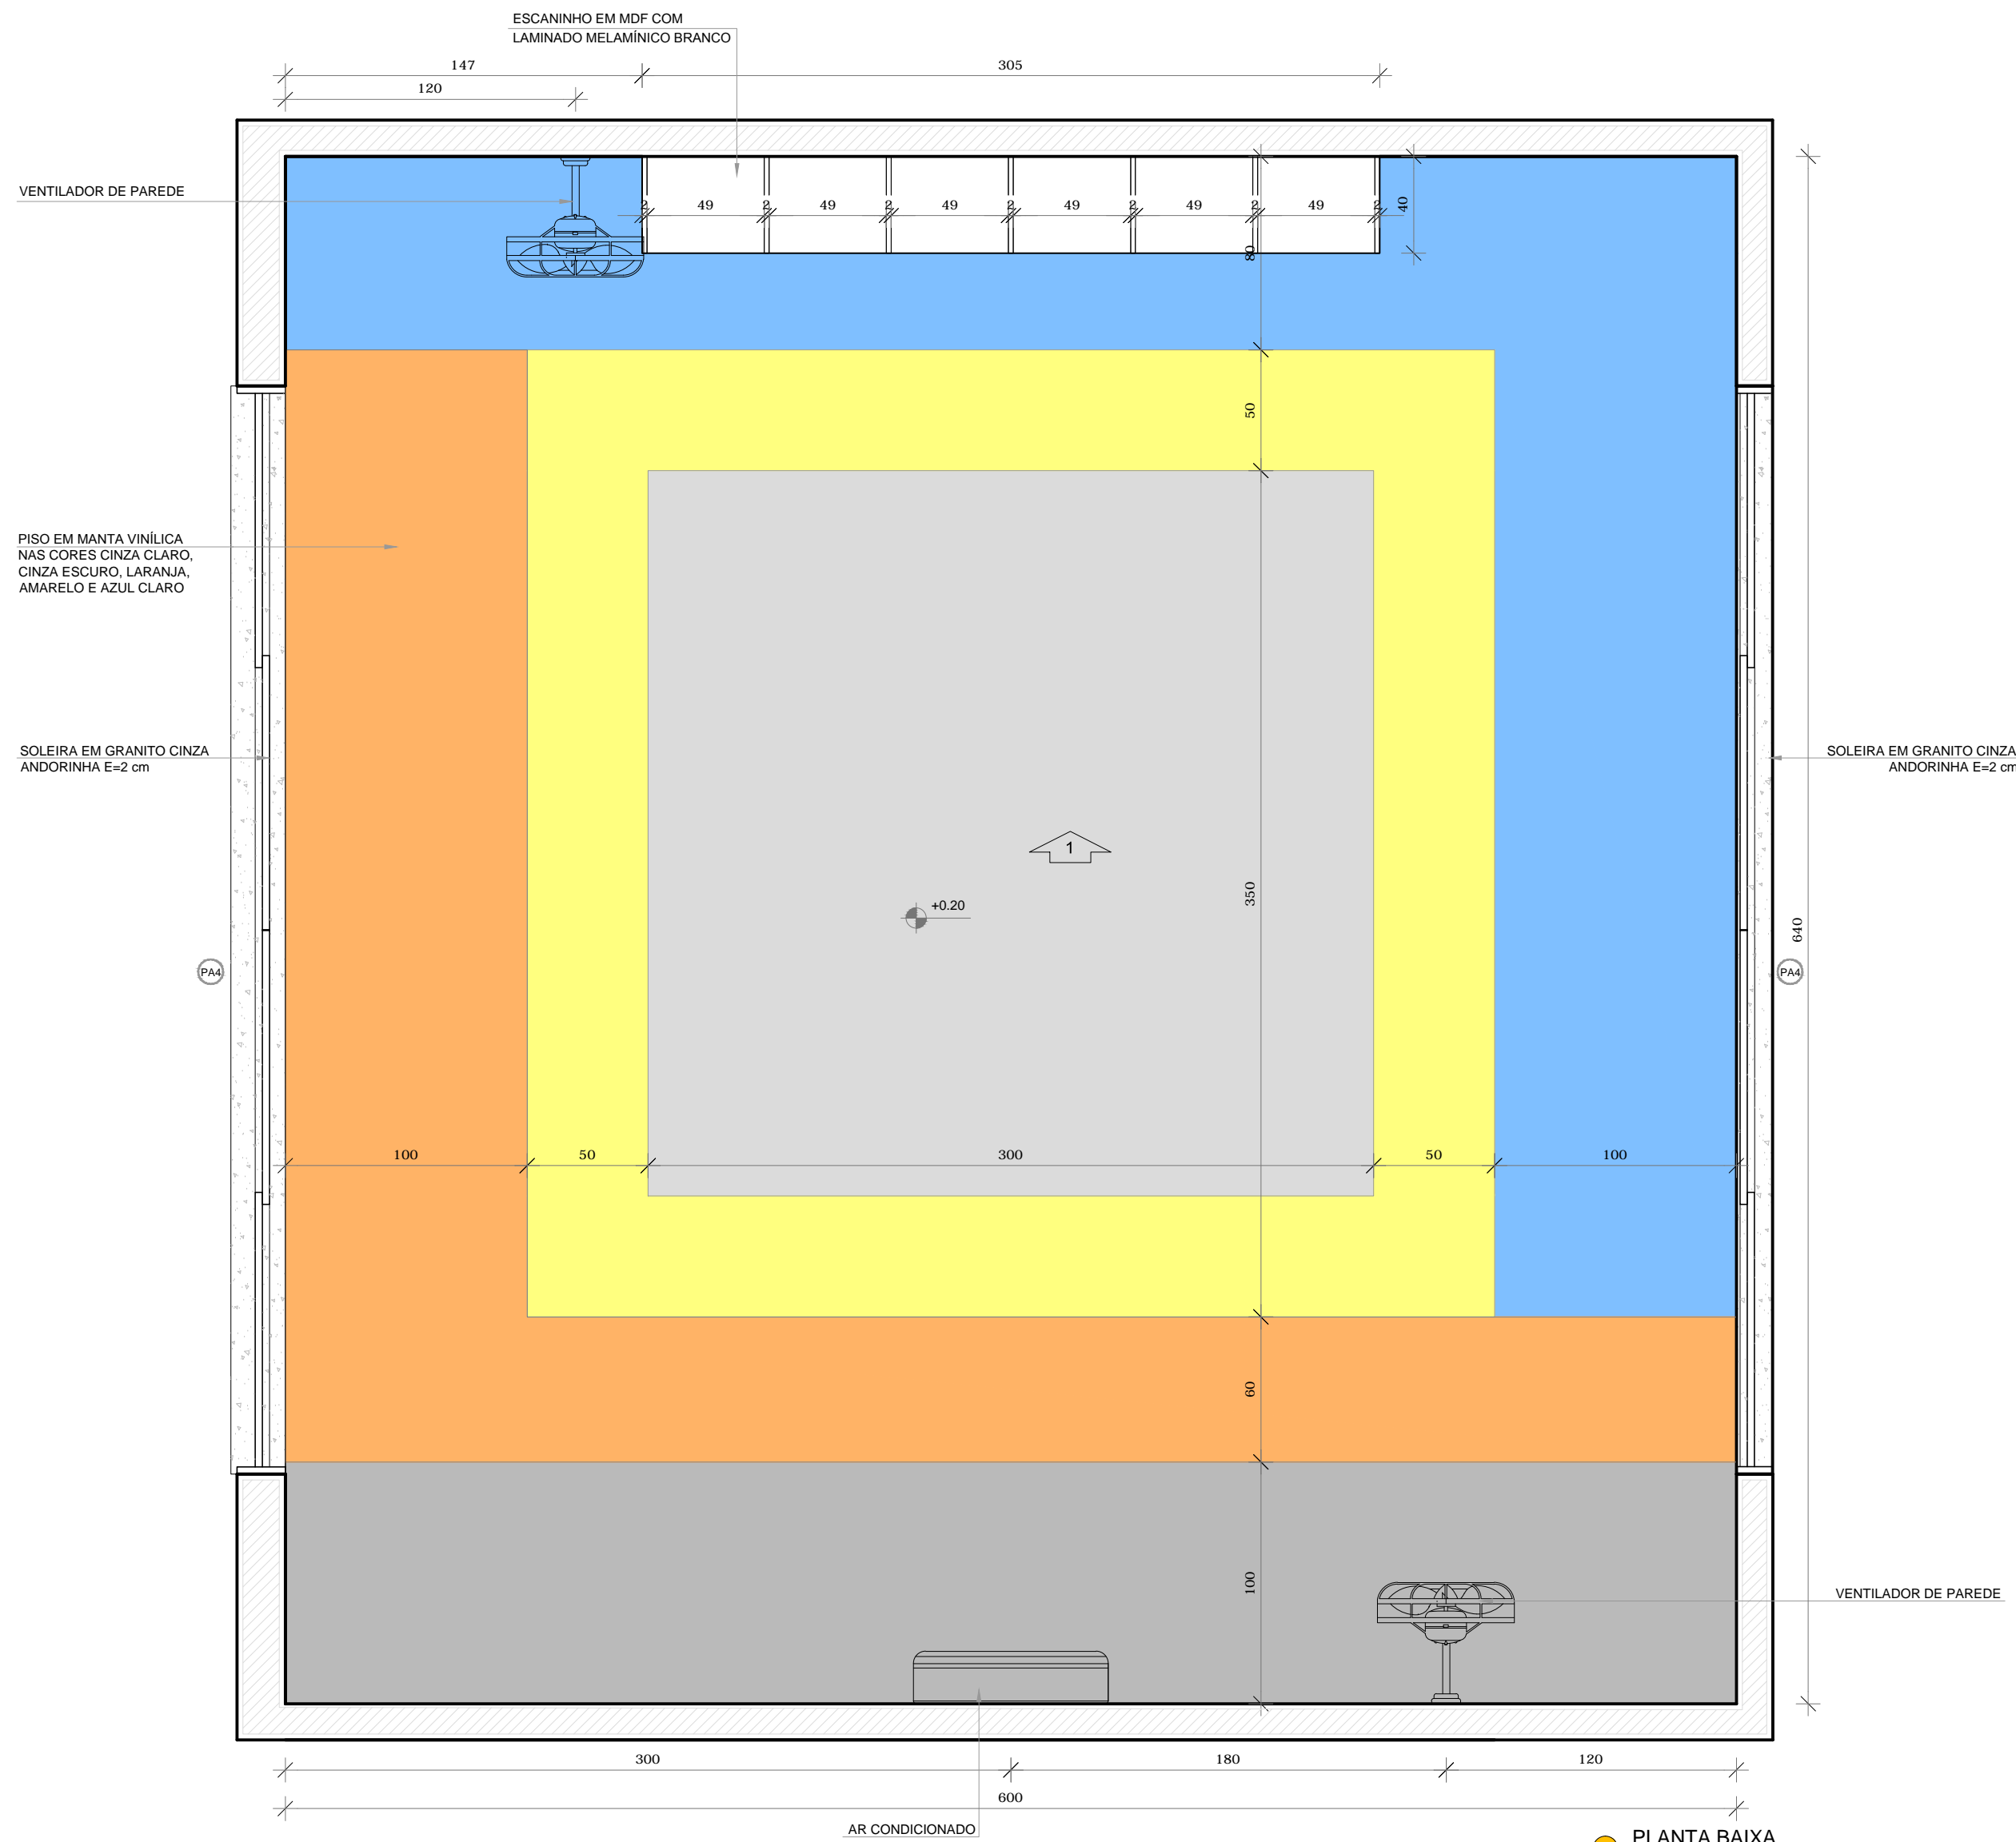 ESCANINHO EM MDF COM
LAMINADO MELAMÍNICO BRANCO
147
305
120
VENTILADOR DE PAREDE
2 49 2 49 2 49 2 49 2 49 2 49 2
40
80
50
PISO EM MANTA VINÍLICA
NAS CORES CINZA CLARO,
CINZA ESCURO, LARANJA,
AMARELO E AZUL CLARO
SOLEIRA EM GRANITO CINZA
ANDORINHA E=2 cm
SOLEIRA EM GRANITO CINZA
ANDORINHA E=2 cm
1
350
+0.20
640
PA4
PA4
100 50 300 50 100
60
100
VENTILADOR DE PAREDE
300 180 120
600
AR CONDICIONADO
PLANTA BAIXA